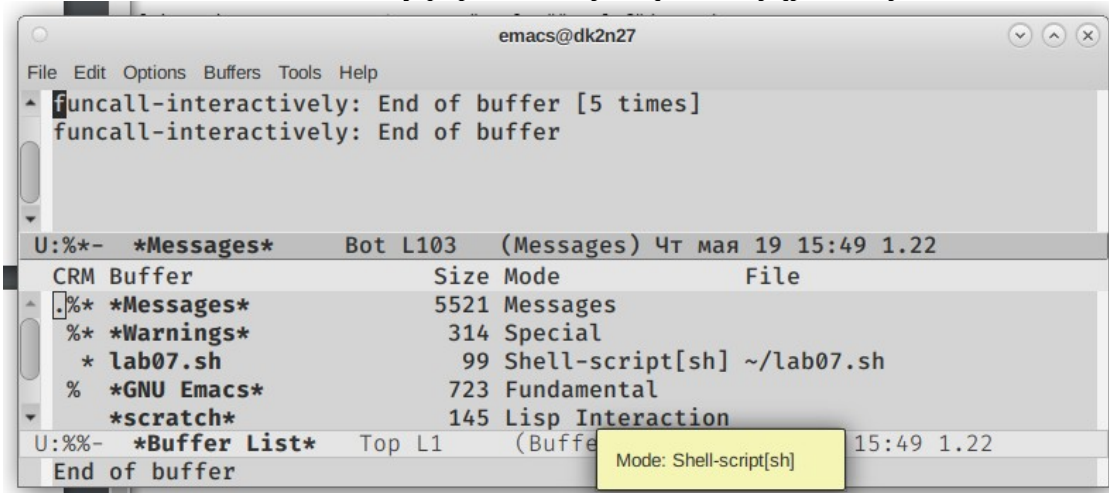 emacs@dk2n27
File Edit Options Buffers Tools Help
funcall-interactively: End of buffer [5 times]
funcall-interactively: End of buffer
U:%*- *Messages* Bot L103 (Messages) Чт мая 19 15:49 1.22
CRM Buffer Size Mode File
.%* *Messages* 5521 Messages
%* *Warnings* 314 Special
* lab07.sh 99 Shell-script[sh] ~/lab07.sh
% *GNU Emacs* 723 Fundamental
*scratch* 145 Lisp Interaction
U:%%- *Buffer List* Top L1 (Buffe 15:49 1.22
Mode: Shell-script[sh]
End of buffer